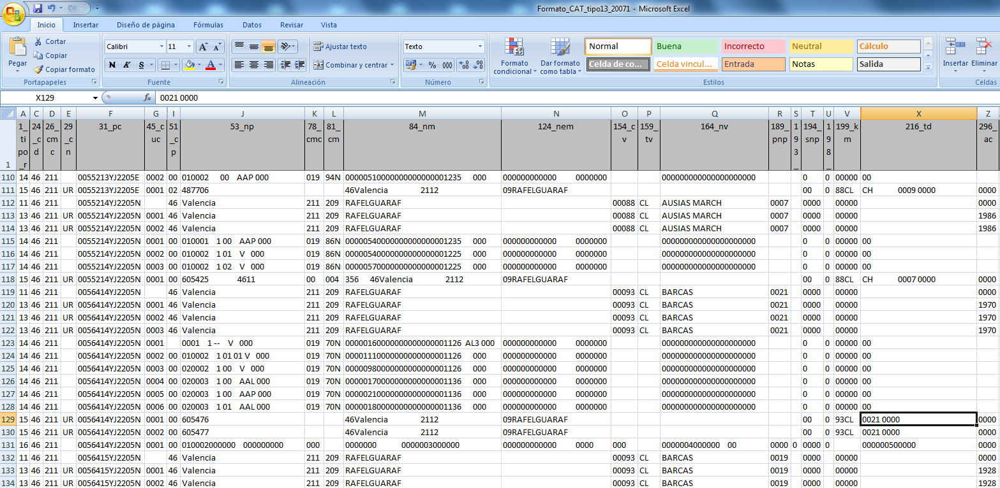 Formato_CAT_tipo13_20071 - Microsoft Excel
Inicio Insertar Diseño de página Fórmulas Datos Revisar Vista
Pegar Cortar Copiar Copiar formato
Calibri 11 N K S
Ajustar texto Combinar y centrar
Texto % 000
Formato condicional Dar formato como tabla
Normal Buena Incorrecto Neutral Cálculo
Celda de co... Celda vincul... Entrada Notas Salida
Insertar Eliminar
Portapapeles Fuente Alineación Número Estilos Celdas
X129 fx 0021 0000
A C D E F G I J K L M N O P Q R S T U V X Z
1 1_tipo_r 24_cd 26_cmc 29_cn 31_pc 45_cuc 51_cp 53_np 78_cmc 81_cm 84_nm 124_nem 154_cv 159_tv 164_nv 189_pnp 193_ 194_snp 198_ 199_km 216_td 296_ac
110 14 46 211 0055213YJ2205E 0002 00 010002 00 AAP 000 019 94N 00000510000000000000001235 000 000000000000 0000000 000000000000000000000 0 0 00000 00
111 15 46 211 UR 0055213YJ2205E 0001 02 487706 46Valencia 2112 09RAFELGUARAF 00 0 88CL CH 0009 0000 0000
112 11 46 211 0055214YJ2205N 46 Valencia 211 209 RAFELGUARAF 00088 CL AUSIAS MARCH 0007 0000 00000 0000
113 13 46 211 UR 0055214YJ2205N 0001 46 Valencia 211 209 RAFELGUARAF 00088 CL AUSIAS MARCH 0007 0000 00000 1986
114 13 46 211 UR 0055214YJ2205N 0002 46 Valencia 211 209 RAFELGUARAF 00088 CL AUSIAS MARCH 0007 0000 00000 1986
115 14 46 211 0055214YJ2205N 0001 00 010001 1 00 AAP 000 019 86N 00000540000000000000001235 000 000000000000 0000000 000000000000000000000 0 0 00000 00
116 14 46 211 0055214YJ2205N 0002 00 010002 1 01 V 000 019 86N 00000540000000000000001225 000 000000000000 0000000 000000000000000000000 0 0 00000 00
117 14 46 211 0055214YJ2205N 0003 00 010002 1 02 V 000 019 86N 00000570000000000000001225 000 000000000000 0000000 000000000000000000000 0 0 00000 00
118 15 46 211 UR 0055214YJ2205N 0001 00 605425 4611 00 004 356 46Valencia 2112 09RAFELGUARAF 00 0 88CL CH 0007 0000 0000
119 11 46 211 0056414YJ2205N 46 Valencia 211 209 RAFELGUARAF 00093 CL BARCAS 0021 0000 00000 0000
120 13 46 211 UR 0056414YJ2205N 0001 46 Valencia 211 209 RAFELGUARAF 00093 CL BARCAS 0021 0000 00000 1970
121 13 46 211 UR 0056414YJ2205N 0002 46 Valencia 211 209 RAFELGUARAF 00093 CL BARCAS 0021 0000 00000 1970
122 13 46 211 UR 0056414YJ2205N 0003 46 Valencia 211 209 RAFELGUARAF 00093 CL BARCAS 0021 0000 00000 1970
123 14 46 211 0056414YJ2205N 0001 0001 1 -- V 000 019 70N 00000160000000000000001126 AL3 000 000000000000 0000000 000000000000000000000 0 0 00000 00
124 14 46 211 0056414YJ2205N 0002 00 010002 1 01 01 V 000 019 70N 00001110000000000000001126 000 000000000000 0000000 000000000000000000000 0 0 00000 00
125 14 46 211 0056414YJ2205N 0003 00 020002 1 00 V 000 019 70N 00000980000000000000001126 000 000000000000 0000000 000000000000000000000 0 0 00000 00
126 14 46 211 0056414YJ2205N 0004 00 020003 1 00 AAL 000 019 70N 00000170000000000000001136 000 000000000000 0000000 000000000000000000000 0 0 00000 00
127 14 46 211 0056414YJ2205N 0005 00 020003 1 00 AAP 000 019 70N 00000210000000000000001136 000 000000000000 0000000 000000000000000000000 0 0 00000 00
128 14 46 211 0056414YJ2205N 0006 00 020003 1 01 AAL 000 019 70N 00000180000000000000001136 000 000000000000 0000000 000000000000000000000 0 0 00000 00
129 15 46 211 UR 0056414YJ2205N 0001 00 605476 46Valencia 2112 09RAFELGUARAF 00 0 93CL 0021 0000 0000
130 15 46 211 UR 0056414YJ2205N 0002 00 605477 46Valencia 2112 09RAFELGUARAF 00 0 93CL 0021 0000 0000
131 16 46 211 0056414YJ2205N 0001 00 010002000000 000000000 000 0000000 0000003000000 000000000000 0000 000 0000004000000 00 0000 0 0000 0 00000 000000500000 0000
132 11 46 211 0056415YJ2205N 46 Valencia 211 209 RAFELGUARAF 00093 CL BARCAS 0019 0000 00000 0000
133 13 46 211 UR 0056415YJ2205N 0001 46 Valencia 211 209 RAFELGUARAF 00093 CL BARCAS 0019 0000 00000 1928
134 13 46 211 UR 0056415YJ2205N 0002 46 Valencia 211 209 RAFELGUARAF 00093 CL BARCAS 0019 0000 00000 1928